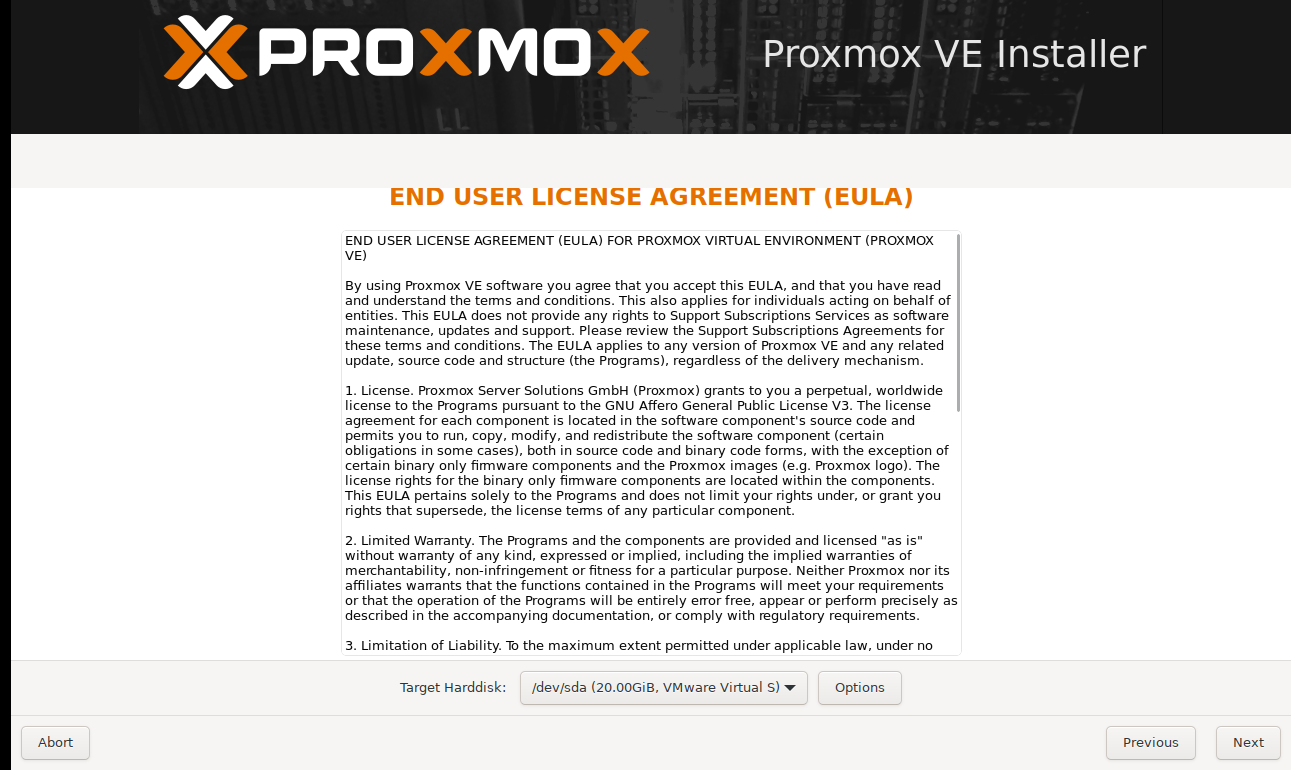 PROXMOX
Proxmox VE Installer
END USER LICENSE AGREEMENT (EULA)
END USER LICENSE AGREEMENT (EULA) FOR PROXMOX VIRTUAL ENVIRONMENT (PROXMOX
VE)
By using Proxmox VE software you agree that you accept this EULA, and that you have read
and understand the terms and conditions. This also applies for individuals acting on behalf of
entities. This EULA does not provide any rights to Support Subscriptions Services as software
maintenance, updates and support. Please review the Support Subscriptions Agreements for
these terms and conditions. The EULA applies to any version of Proxmox VE and any related
update, source code and structure (the Programs), regardless of the delivery mechanism.
1. License. Proxmox Server Solutions GmbH (Proxmox) grants to you a perpetual, worldwide
license to the Programs pursuant to the GNU Affero General Public License V3. The license
agreement for each component is located in the software component's source code and
permits you to run, copy, modify, and redistribute the software component (certain
obligations in some cases), both in source code and binary code forms, with the exception of
certain binary only firmware components and the Proxmox images (e.g. Proxmox logo). The
license rights for the binary only firmware components are located within the components.
This EULA pertains solely to the Programs and does not limit your rights under, or grant you
rights that supersede, the license terms of any particular component.
2. Limited Warranty. The Programs and the components are provided and licensed "as is"
without warranty of any kind, expressed or implied, including the implied warranties of
merchantability, non-infringement or fitness for a particular purpose. Neither Proxmox nor its
affiliates warrants that the functions contained in the Programs will meet your requirements
or that the operation of the Programs will be entirely error free, appear or perform precisely as
described in the accompanying documentation, or comply with regulatory requirements.
3. Limitation of Liability. To the maximum extent permitted under applicable law, under no
Target Harddisk: /dev/sda (20.00GiB, VMware Virtual S) Options
Abort Previous Next